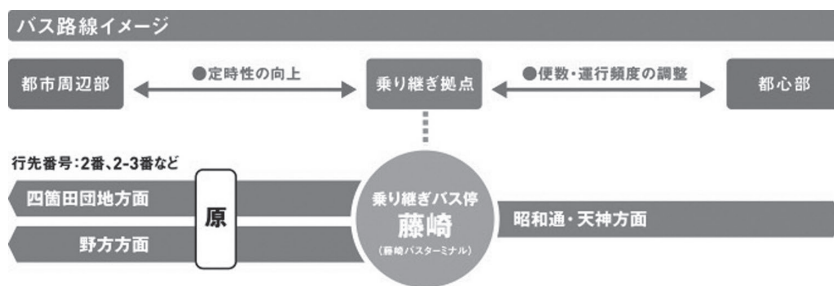 バス路線イメージ
都市周辺部
●定時性の向上
乗り継ぎ拠点
●便数・運行頻度の調整
都心部
行先番号:2番、2-3番など
四箇田団地方面
原
野方方面
乗り継ぎバス停
藤崎
(藤崎バスターミナル)
昭和通・天神方面